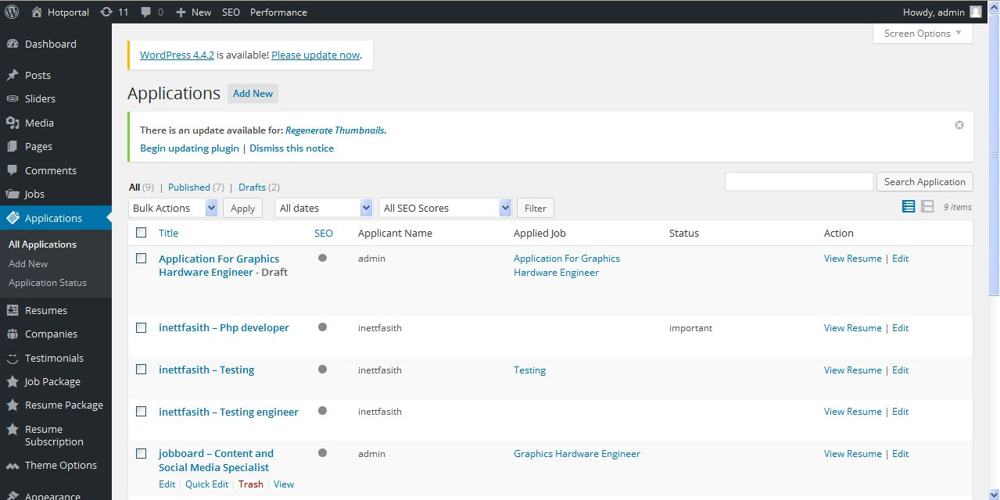 Hotportal 11 0 New SEO Performance Howdy, admin
Screen Options
Dashboard
Posts
Sliders
Media
Pages
Comments
Jobs
Applications
All Applications
Add New
Application Status
Resumes
Companies
Testimonials
Job Package
Resume Package
Resume
Subscription
Theme Options
Appearance
WordPress 4.4.2 is available! Please update now.
Applications Add New
There is an update available for: Regenerate Thumbnails.
Begin updating plugin | Dismiss this notice
All (9) | Published (7) | Drafts (2)
Search Application
Bulk Actions Apply All dates All SEO Scores Filter 9 items
Title SEO Applicant Name Applied Job Status Action
Application For Graphics admin Application For Graphics View Resume | Edit
Hardware Engineer - Draft Hardware Engineer
inettfasith – Php developer inettfasith important View Resume | Edit
inettfasith – Testing inettfasith Testing View Resume | Edit
inettfasith – Testing engineer inettfasith View Resume | Edit
jobboard – Content and admin Graphics Hardware Engineer View Resume | Edit
Social Media Specialist
Edit | Quick Edit | Trash | View